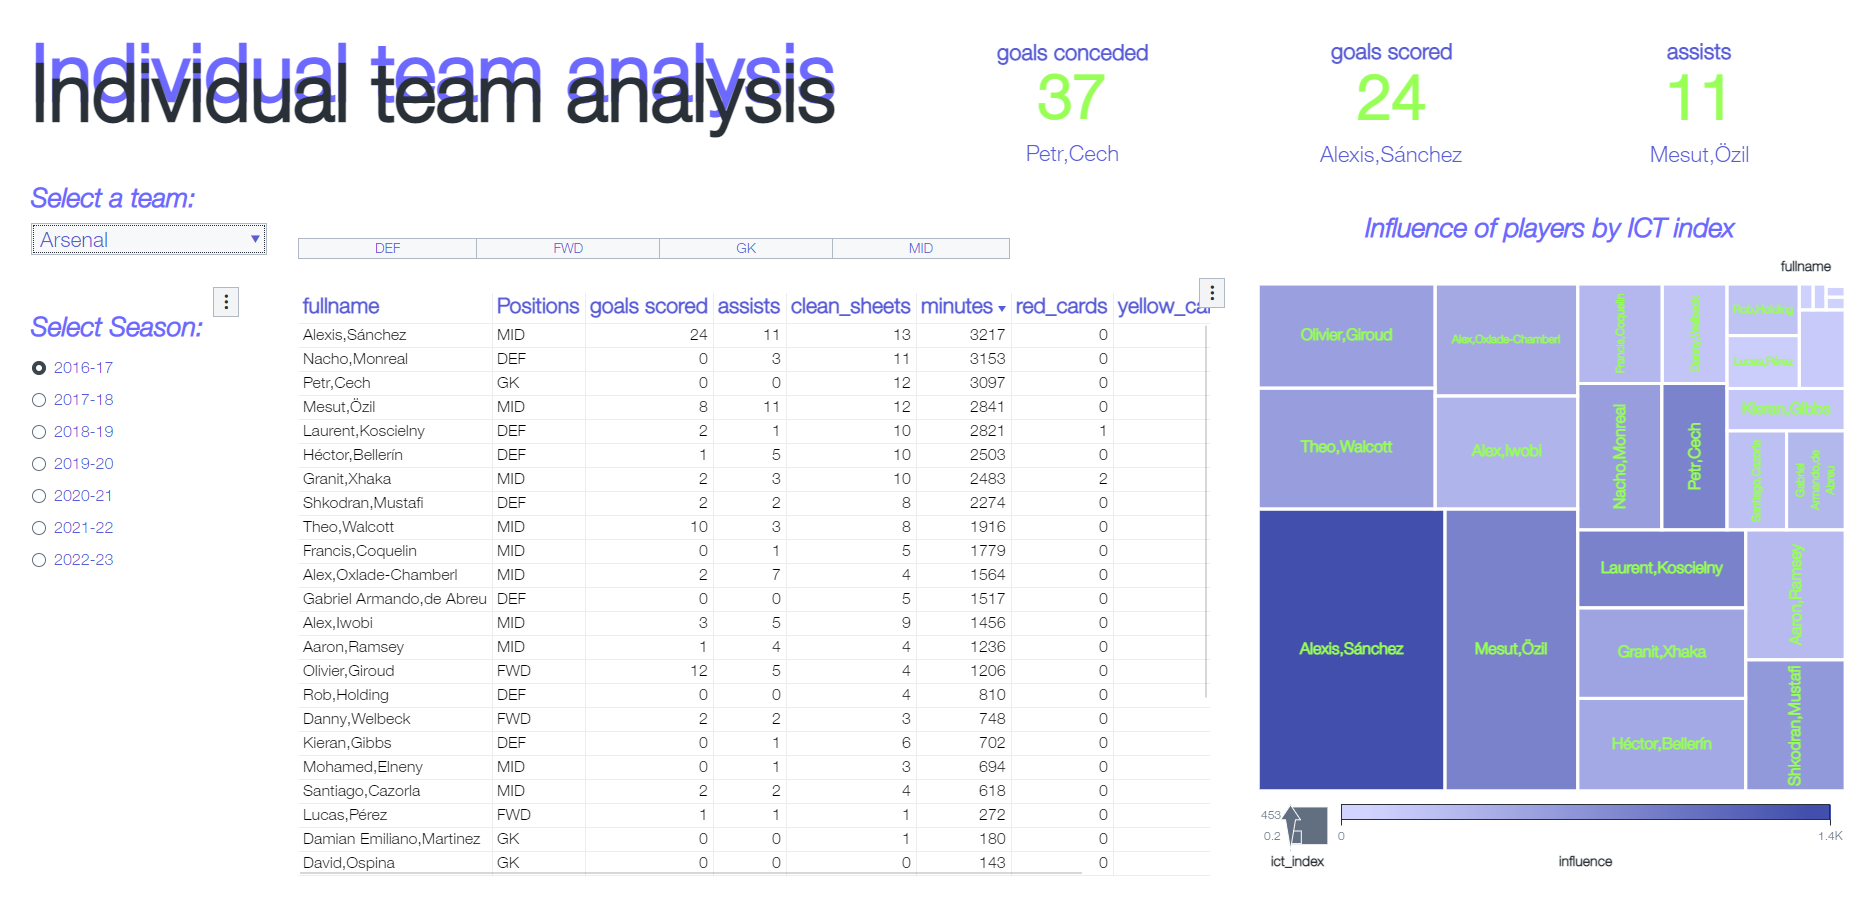 Individual team analysis
goals conceded
37
Petr,Cech
goals scored
24
Alexis,Sánchez
assists
11
Mesut,Özil
Select a team:
Arsenal
Select Season:
2016-17
2017-18
2018-19
2019-20
2020-21
2021-22
2022-23
DEF FWD GK MID
fullname Positions goals scored assists clean_sheets minutes red_cards yellow_car
Alexis,Sánchez MID 24 11 13 3217 0
Nacho,Monreal DEF 0 3 11 3153 0
Petr,Cech GK 0 0 12 3097 0
Mesut,Özil MID 8 11 12 2841 0
Laurent,Koscielny DEF 2 1 10 2821 1
Héctor,Bellerín DEF 1 5 10 2503 0
Granit,Xhaka MID 2 3 10 2483 2
Shkodran,Mustafi DEF 2 2 8 2274 0
Theo,Walcott MID 10 3 8 1916 0
Francis,Coquelin MID 0 1 5 1779 0
Alex,Oxlade-Chamberl MID 2 7 4 1564 0
Gabriel Armando,de Abreu DEF 0 0 5 1517 0
Alex,Iwobi MID 3 5 9 1456 0
Aaron,Ramsey MID 1 4 4 1236 0
Olivier,Giroud FWD 12 5 4 1206 0
Rob,Holding DEF 0 0 4 810 0
Danny,Welbeck FWD 2 2 3 748 0
Kieran,Gibbs DEF 0 1 6 702 0
Mohamed,Elneny MID 0 1 3 694 0
Santiago,Cazorla MID 2 2 4 618 0
Lucas,Pérez FWD 1 1 1 272 0
Damian Emiliano,Martinez GK 0 0 1 180 0
David,Ospina GK 0 0 0 143 0
Influence of players by ICT index
fullname
Olivier,Giroud
Alex,Oxlade-Chamberl
Francis,Coquelin
Danny,Welbeck
Rob,Holding
Lucas,Pérez
Theo,Walcott
Alex,Iwobi
Nacho,Monreal
Petr,Cech
Kieran,Gibbs
Santiago,Cazorla
Gabriel
Armando,de
Abreu
Alexis,Sánchez
Mesut,Özil
Laurent,Koscielny
Aaron,Ramsey
Granit,Xhaka
Héctor,Bellerín
Shkodran,Mustafi
453
0.2
ict_index
0 1.4K
influence